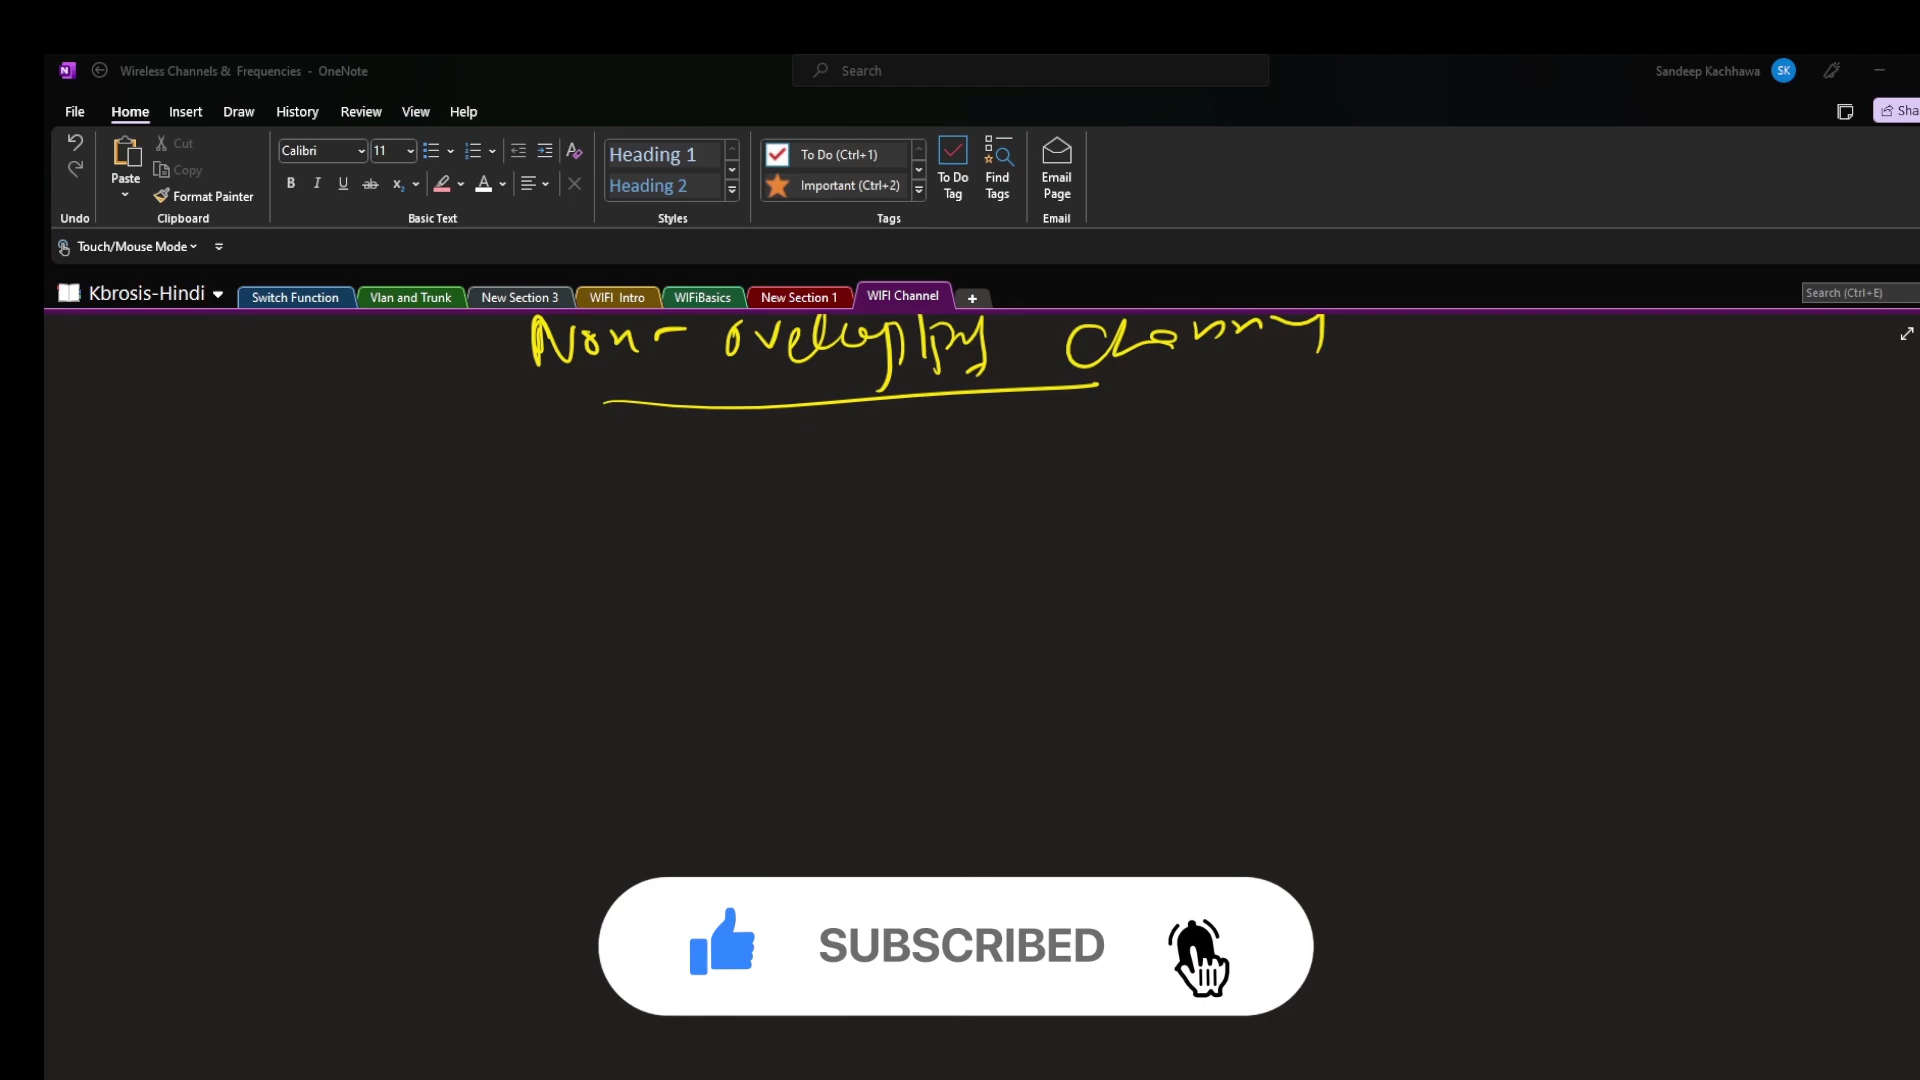 Wireless Channels & Frequencies - OneNote
Search
Sandeep Kachhawa
SK
File Home Insert Draw History Review View Help
Sha
Undo
Paste
Cut
Copy
Format Painter
Clipboard
Calibri 11
B I U ab x A
Basic Text
Heading 1
Heading 2
Styles
To Do (Ctrl+1)
Important (Ctrl+2)
Tags
To Do Tag
Find Tags
Email Page
Email
Touch/Mouse Mode
Kbrosis-Hindi
Switch Function
Vlan and Trunk
New Section 3
WIFI Intro
WIFiBasics
New Section 1
WIFI Channel
+
Search (Ctrl+E)
Non-
SUBSCRIBED